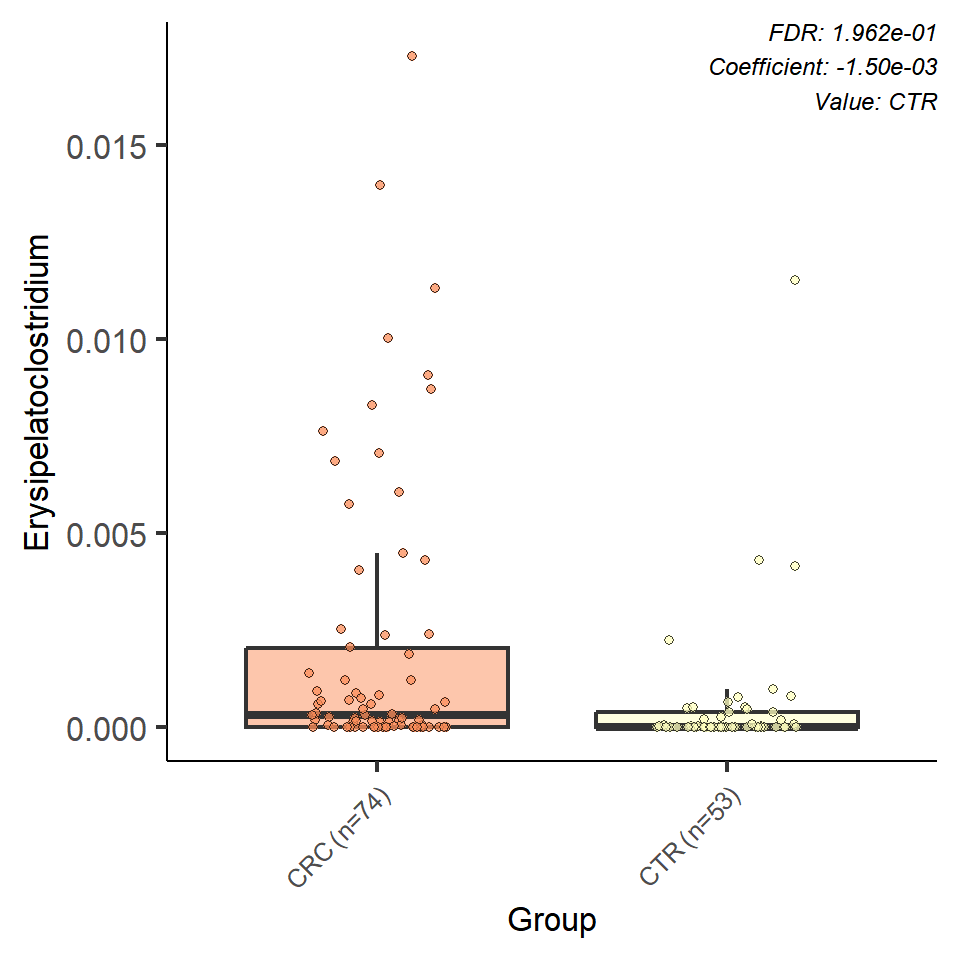 FDR: 1.962e-01
Coefficient: -1.50e-03
Value: CTR
0.015
0.010
0.005
0.000
Erysipelatoclostridium
CRC (n=74)
CTR (n=53)
Group